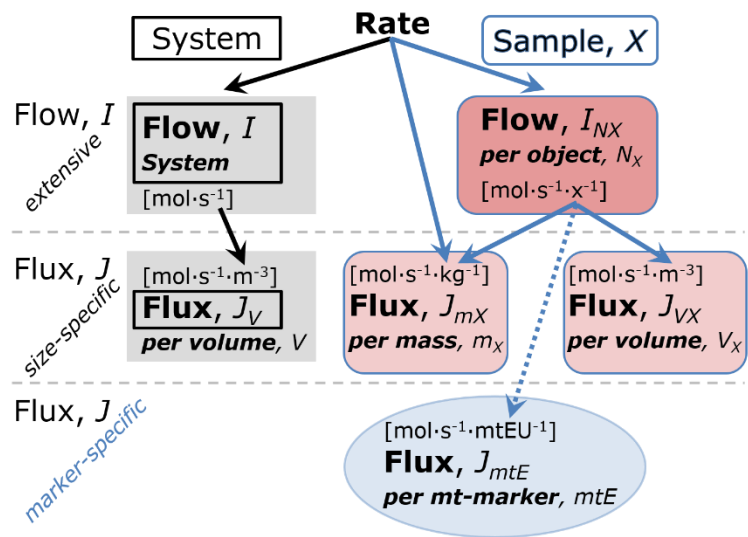 Rate
System
Sample, X
Flow, I
extensive
Flow, I
System
[mol·s⁻¹]
Flow, I_NX
per object, N_X
[mol·s⁻¹·x⁻¹]
Flux, J
size-specific
[mol·s⁻¹·m⁻³]
Flux, J_V
per volume, V
[mol·s⁻¹·kg⁻¹]
Flux, J_mX
per mass, m_X
[mol·s⁻¹·m⁻³]
Flux, J_VX
per volume, V_X
Flux, J
marker-specific
[mol·s⁻¹·mtEU⁻¹]
Flux, J_mtE
per mt-marker, mtE